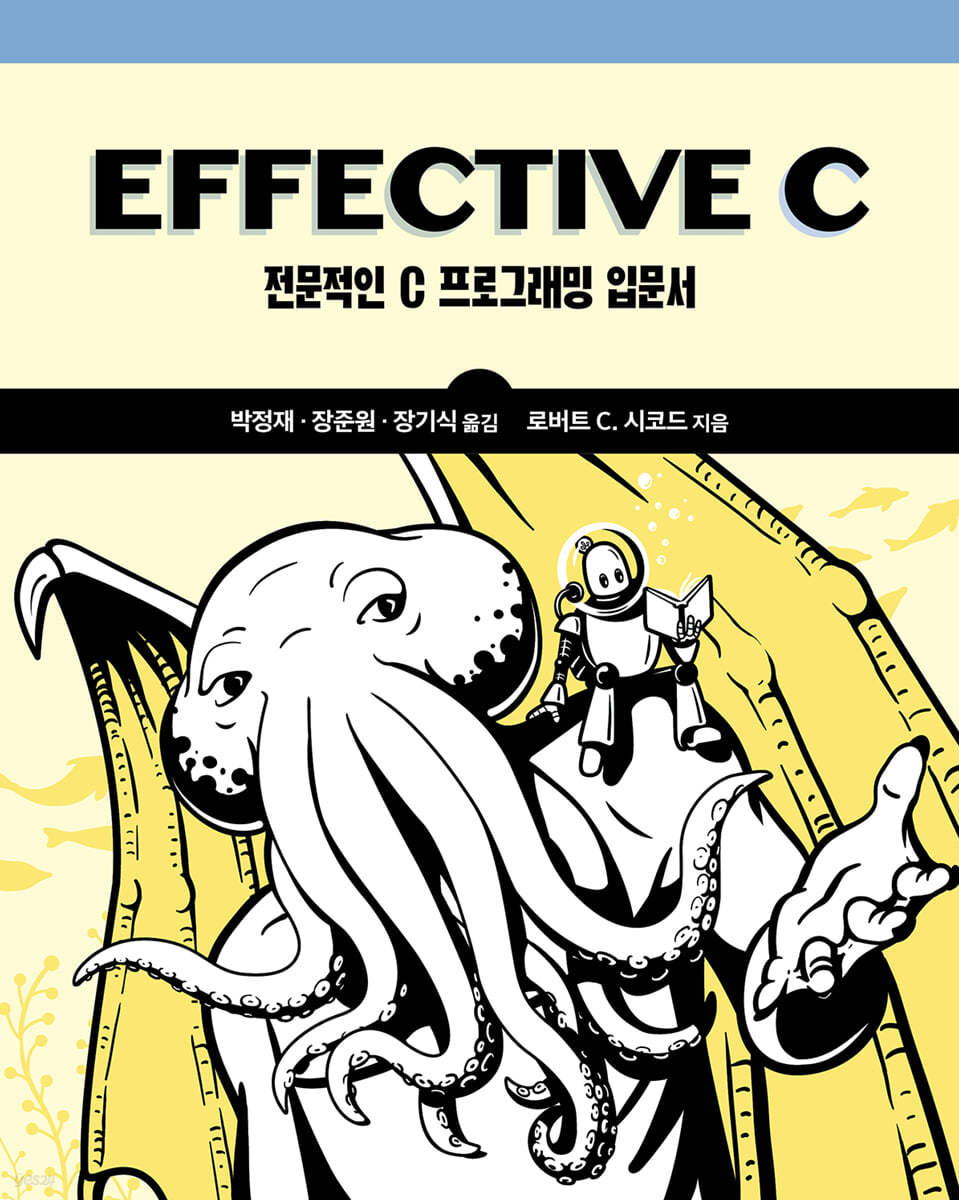 EFFECTIVE C
전문적인 C 프로그래밍 입문서
박정재 · 장준원 · 장기식 옮김 로버트 C. 시코드 지음
yes24